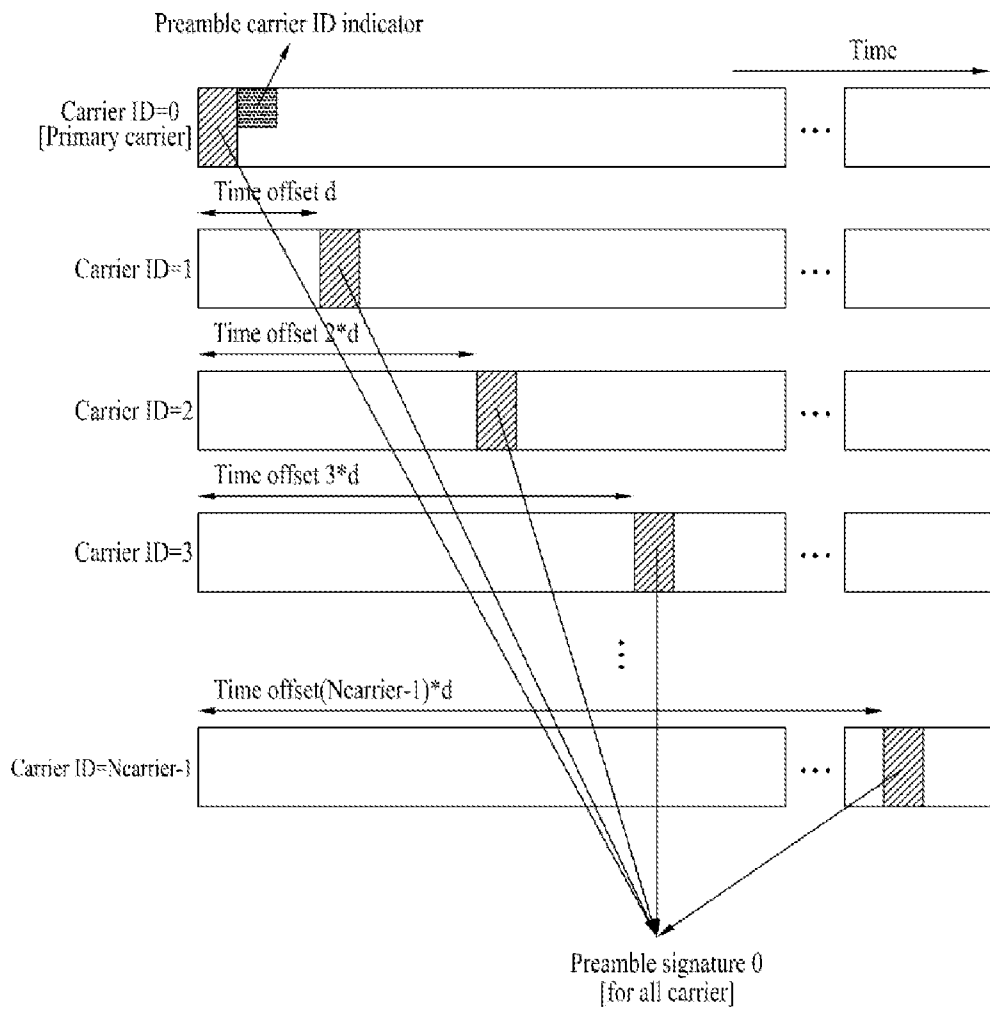 Preamble carrier ID indicator
Time
Carrier ID=0
[Primary carrier]
Time offset d
Carrier ID=1
Time offset 2*d
Carrier ID=2
Time offset 3*d
Carrier ID=3
Time offset(Ncarrier-1)*d
Carrier ID=Ncarrier-1
Preamble signature 0
[for all carrier]